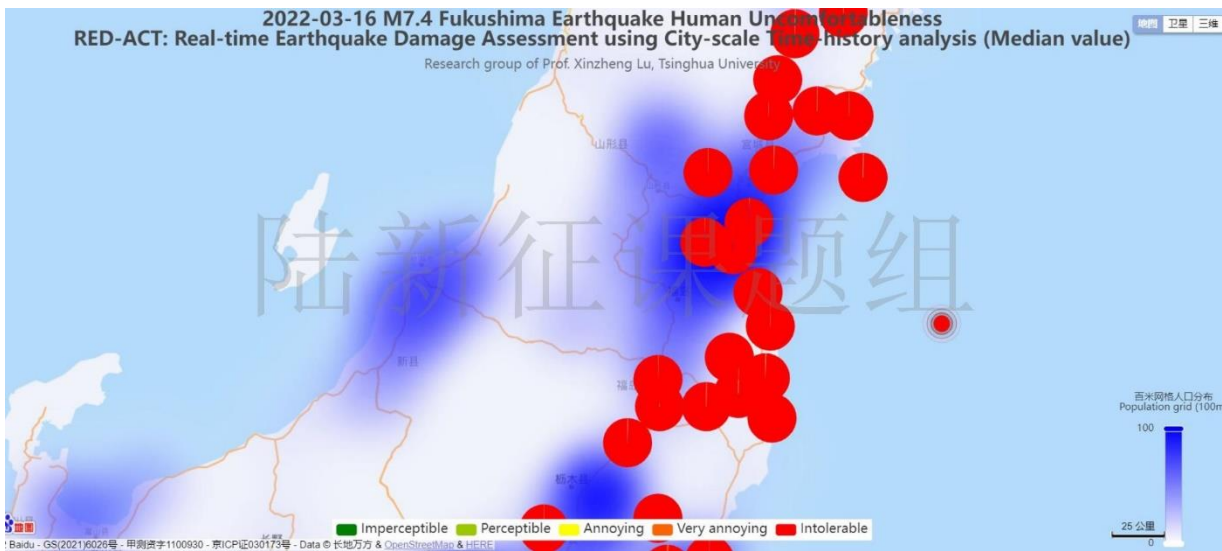 2022-03-16 M7.4 Fukushima Earthquake Human Uncomfortableness
RED-ACT: Real-time Earthquake Damage Assessment using City-scale Time-history analysis (Median value)
Research group of Prof. Xinzheng Lu, Tsinghua University
地图 卫星 三维
山形县
宫城县
陆新征课题组
新县
福
百米网格人口分布
Population grid (100m
100
0
栃木县
25 公里
Imperceptible Perceptible Annoying Very annoying Intolerable
Baidu - GS(2021)6026号 - 甲测资字1100930 - 京ICP证030173号 - Data © 长地万方 & OpenStreetMap & HERE